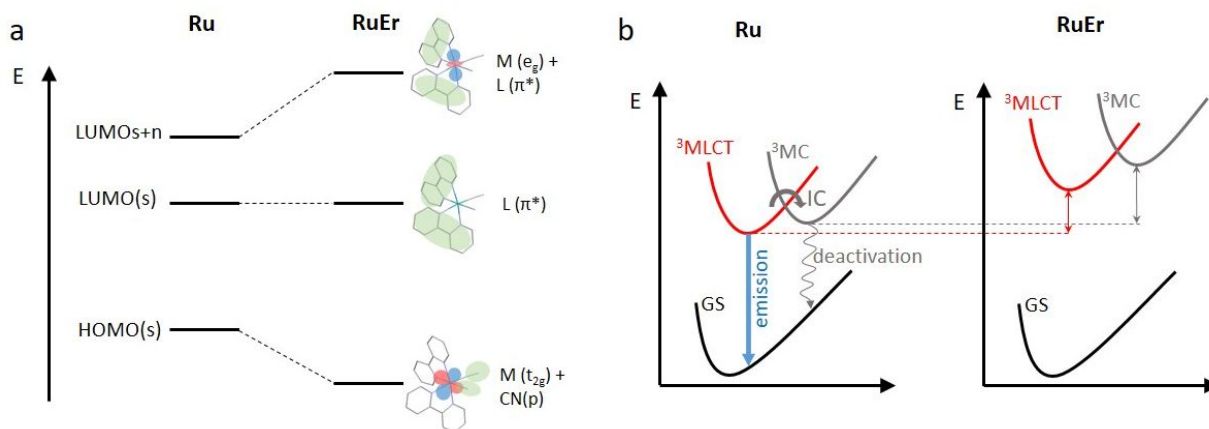 a
Ru
RuEr
E
M (eg) +
L (π*)
LUMOs+n
LUMO(s)
L (π*)
HOMO(s)
M (t2g) +
CN(p)
b
Ru
RuEr
E
3MLCT
3MC
IC
deactivation
emission
GS
E
3MLCT
3MC
GS